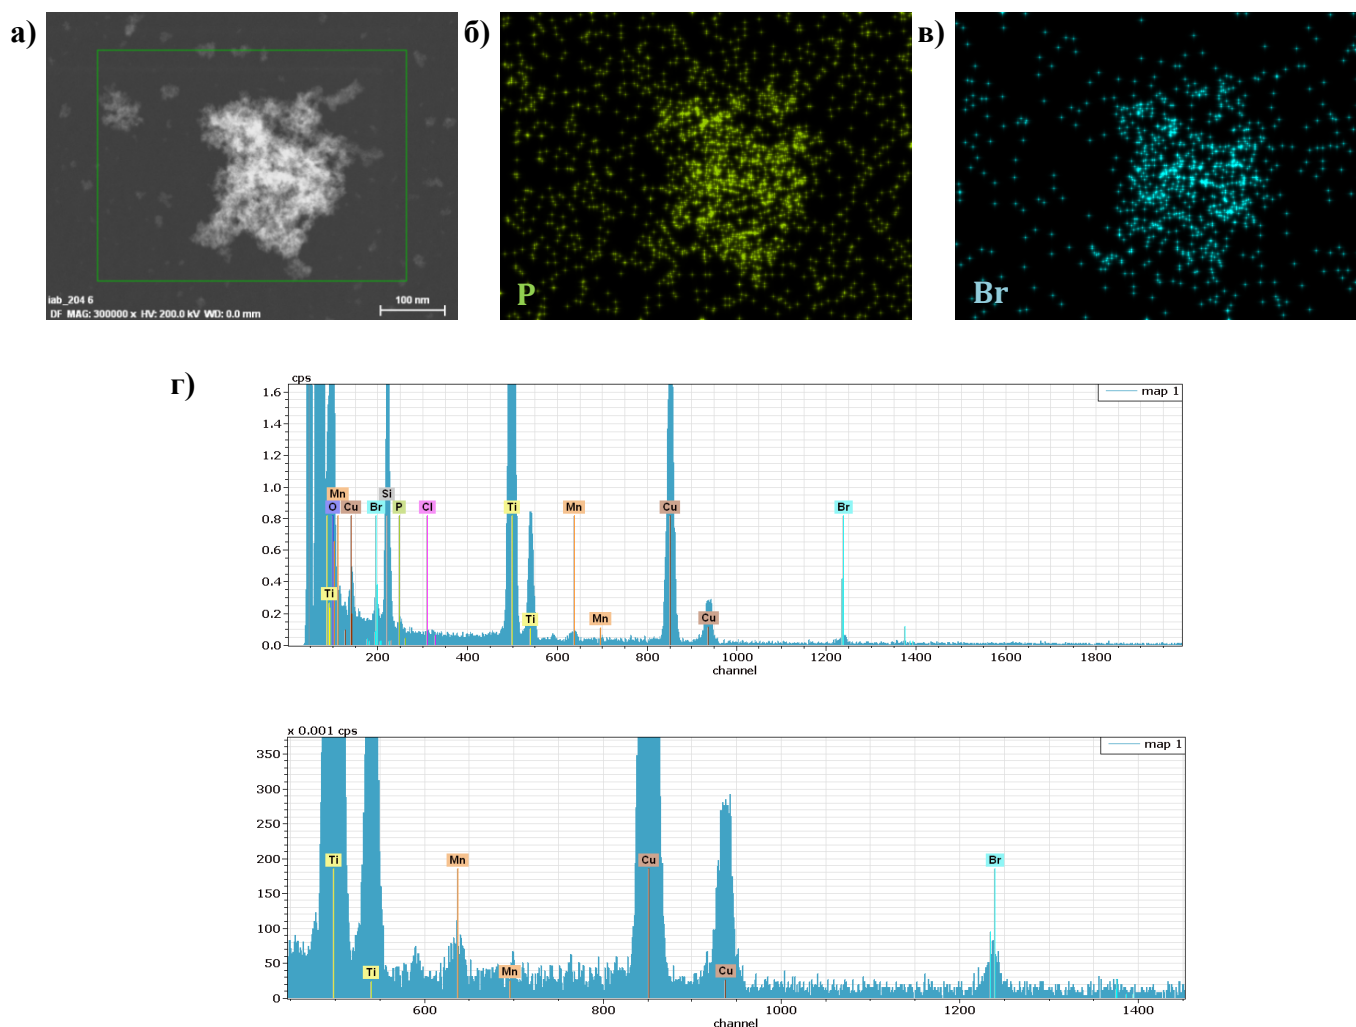 а)
б)
в)
iab_204 6
DF MAG: 300000 x HV: 200.0 kV WD: 0.0 mm
100 nm
P
Br
г)
cps
map 1
1.6
1.4
1.2
1.0
0.8
0.6
0.4
0.2
0.0
Mn
Si
O
Cu
Br
P
Cl
Ti
Mn
Cu
Br
Ti
Ti
Mn
Cu
200
400
600
800
1000
1200
1400
1600
1800
channel
x 0.001 cps
map 1
350
300
250
200
150
100
50
0
Ti
Mn
Cu
Br
Ti
Mn
Cu
600
800
1000
1200
1400
channel